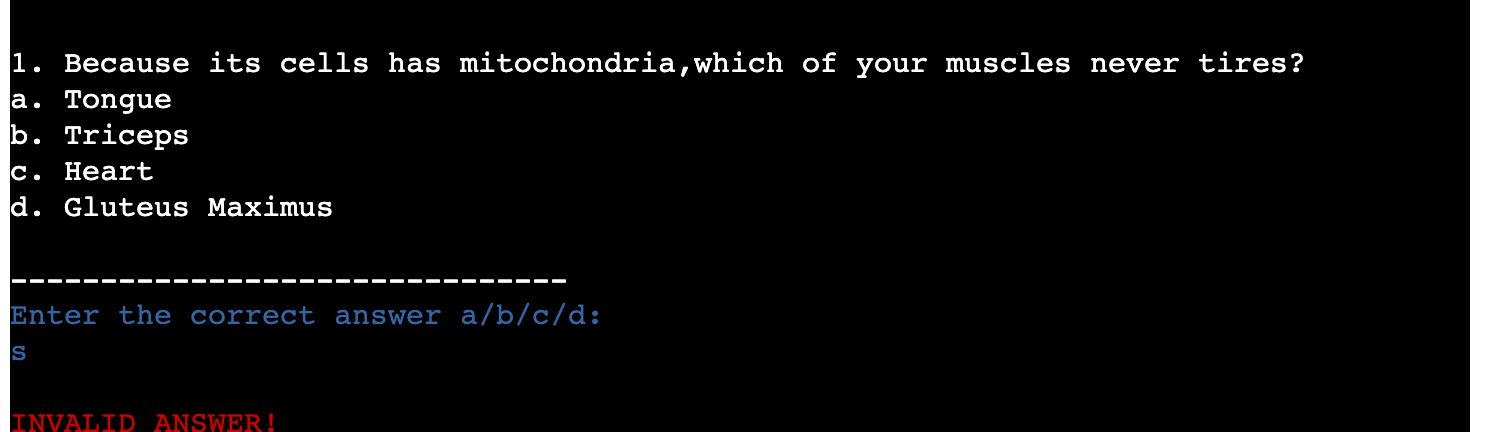 1. Because its cells has mitochondria,which of your muscles never tires?
a. Tongue
b. Triceps
c. Heart
d. Gluteus Maximus
-------------------------------
Enter the correct answer a/b/c/d:
s
INVALID ANSWER!